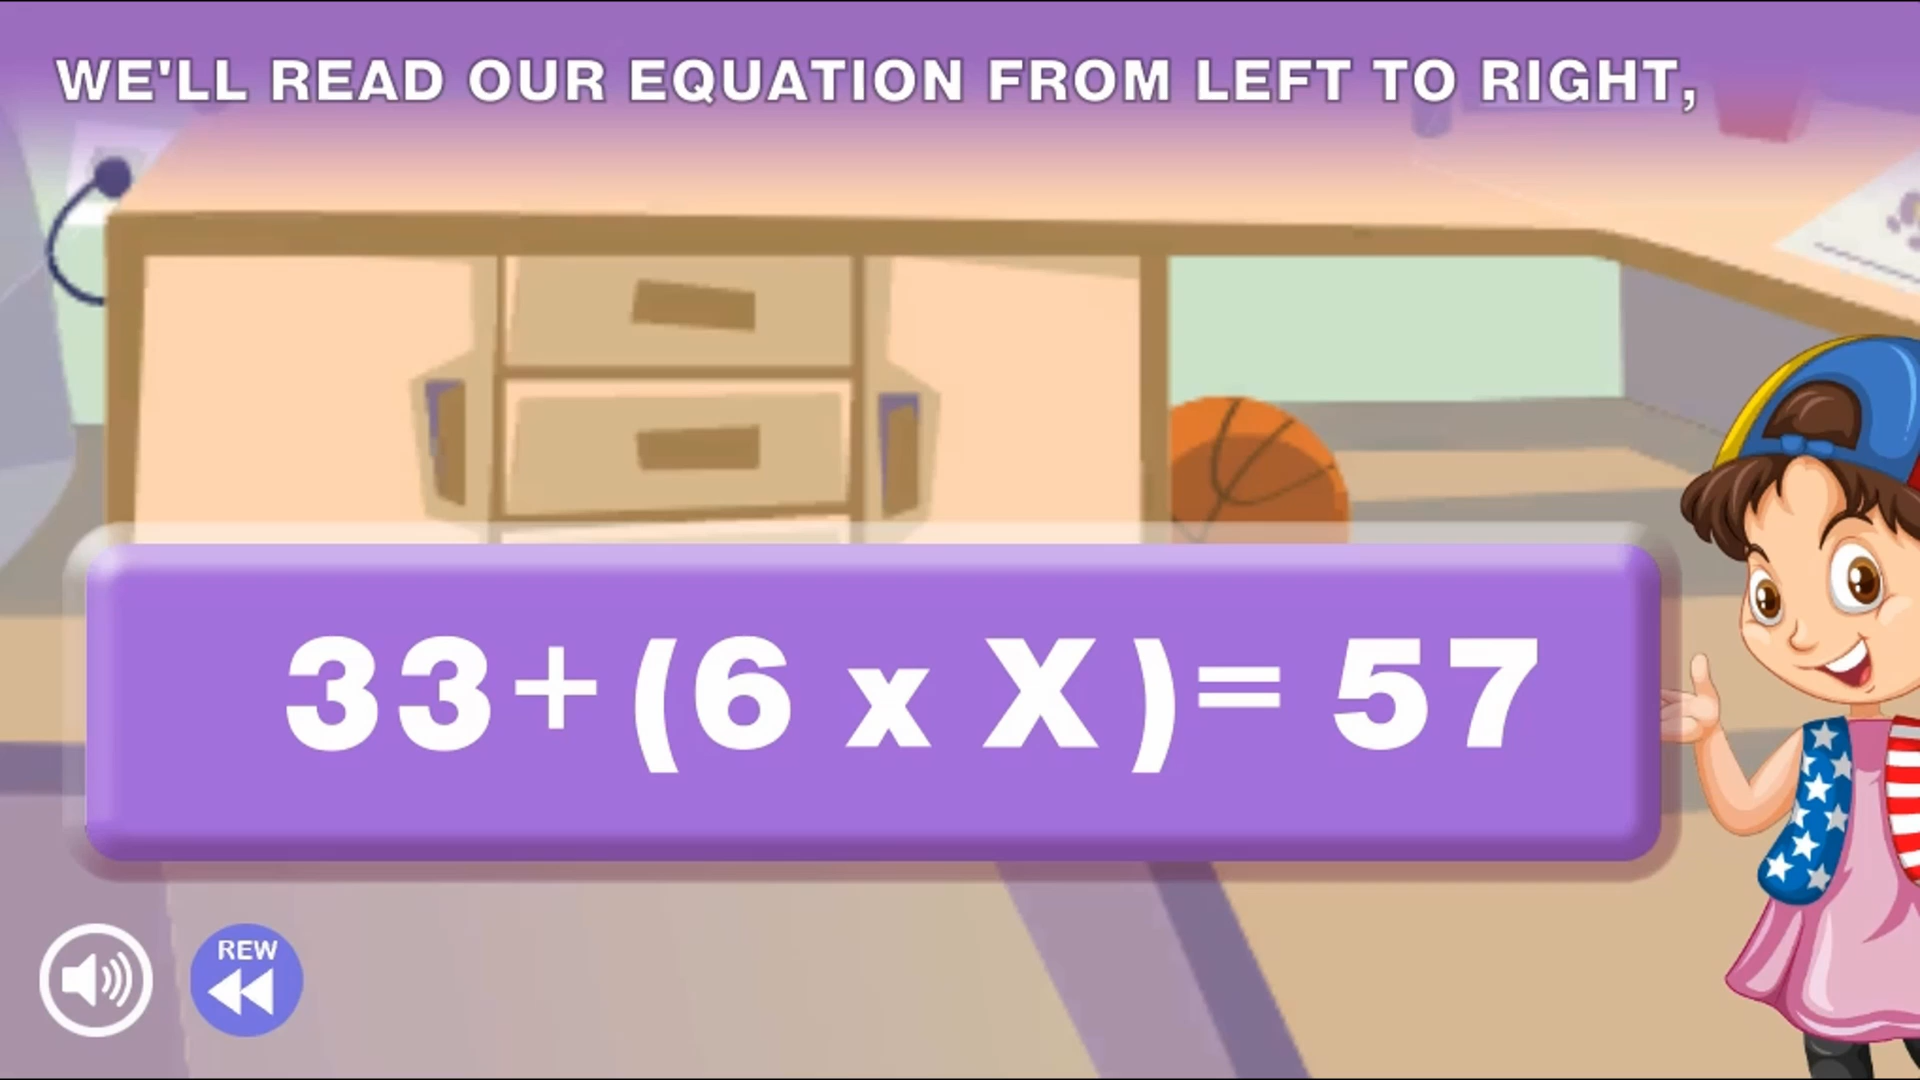 WE'LL READ OUR EQUATION FROM LEFT TO RIGHT,
33+(6 x X)= 57
REW